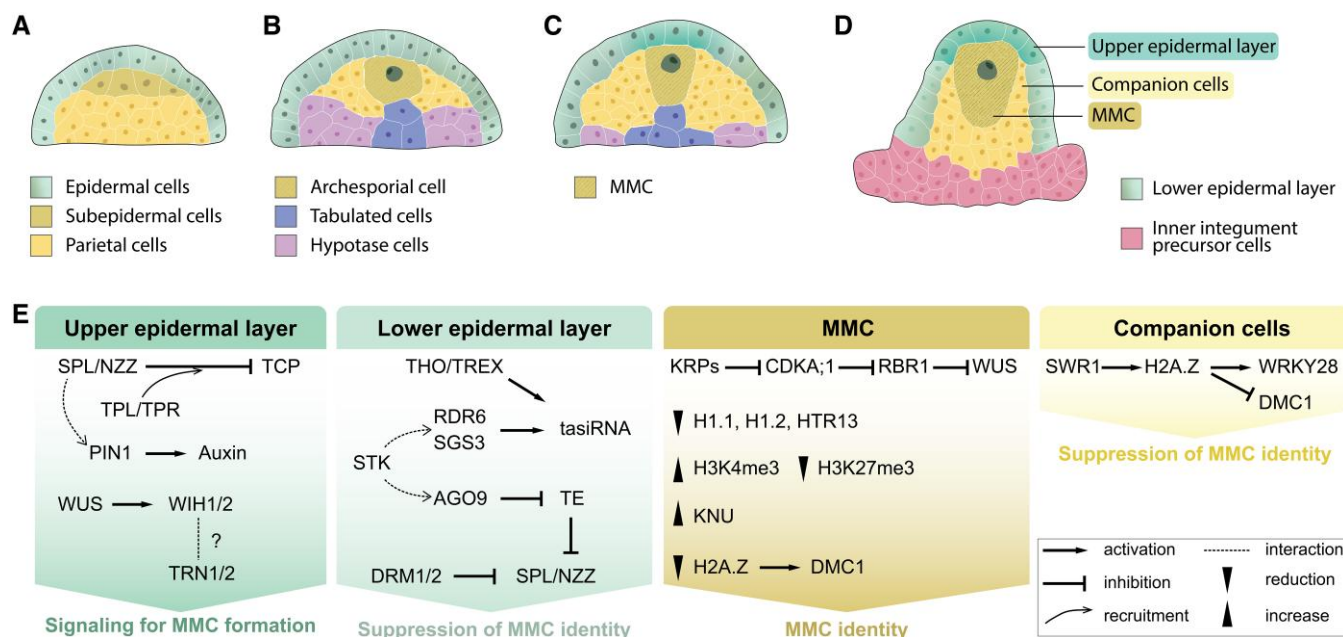 A
B
C
D
Upper epidermal layer
Companion cells
MMC
Epidermal cells
Subepidermal cells
Parietal cells
Archesporial cell
Tabulated cells
Hypotase cells
MMC
Lower epidermal layer
Inner integument
precursor cells
E
Upper epidermal layer
SPL/NZZ TCP
TPL/TPR
PIN1 Auxin
WUS WIH1/2
?
TRN1/2
Signaling for MMC formation
Lower epidermal layer
THO/TREX
RDR6
SGS3
tasiRNA
STK
AGO9 TE
DRM1/2 SPL/NZZ
Suppression of MMC identity
MMC
KRPs CDKA;1 RBR1 WUS
H1.1, H1.2, HTR13
H3K4me3 H3K27me3
KNU
H2A.Z DMC1
MMC identity
Companion cells
SWR1 H2A.Z WRKY28
DMC1
Suppression of MMC identity
activation interaction
inhibition reduction
recruitment increase